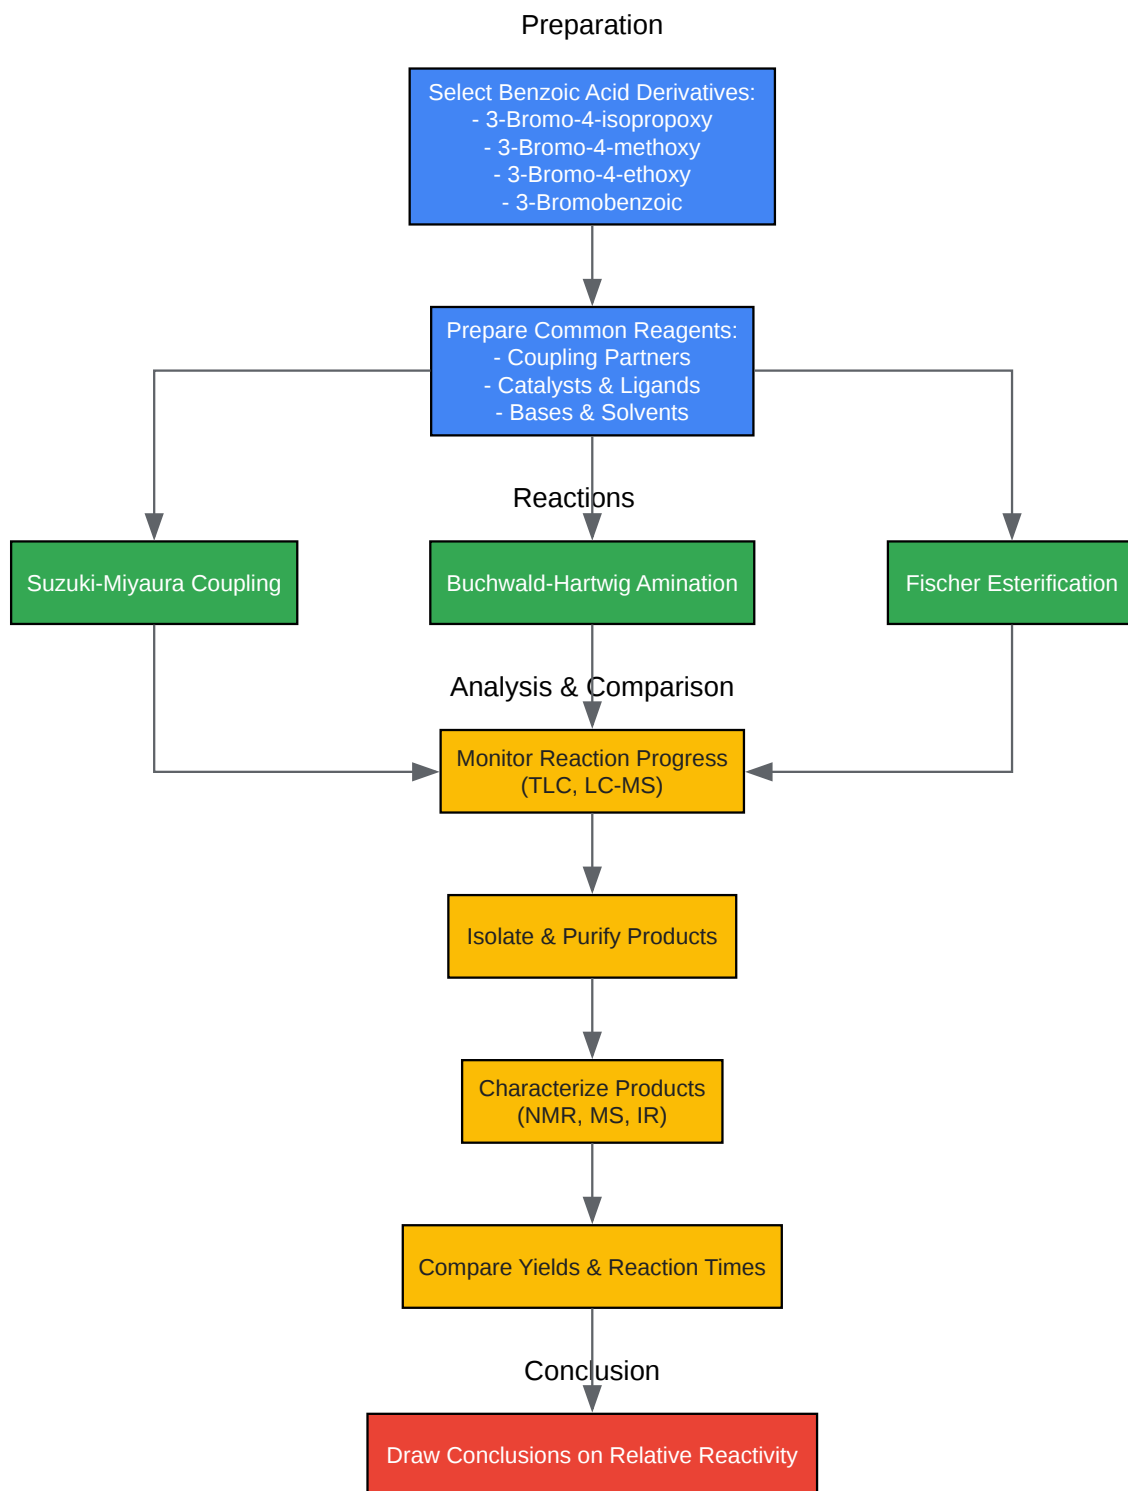 Preparation
Select Benzoic Acid Derivatives:
- 3-Bromo-4-isopropoxy
- 3-Bromo-4-methoxy
- 3-Bromo-4-ethoxy
- 3-Bromobenzoic
Prepare Common Reagents:
- Coupling Partners
- Catalysts & Ligands
- Bases & Solvents
Reactions
Suzuki-Miyaura Coupling
Buchwald-Hartwig Amination
Fischer Esterification
Analysis & Comparison
Monitor Reaction Progress
(TLC, LC-MS)
Isolate & Purify Products
Characterize Products
(NMR, MS, IR)
Compare Yields & Reaction Times
Conclusion
Draw Conclusions on Relative Reactivity